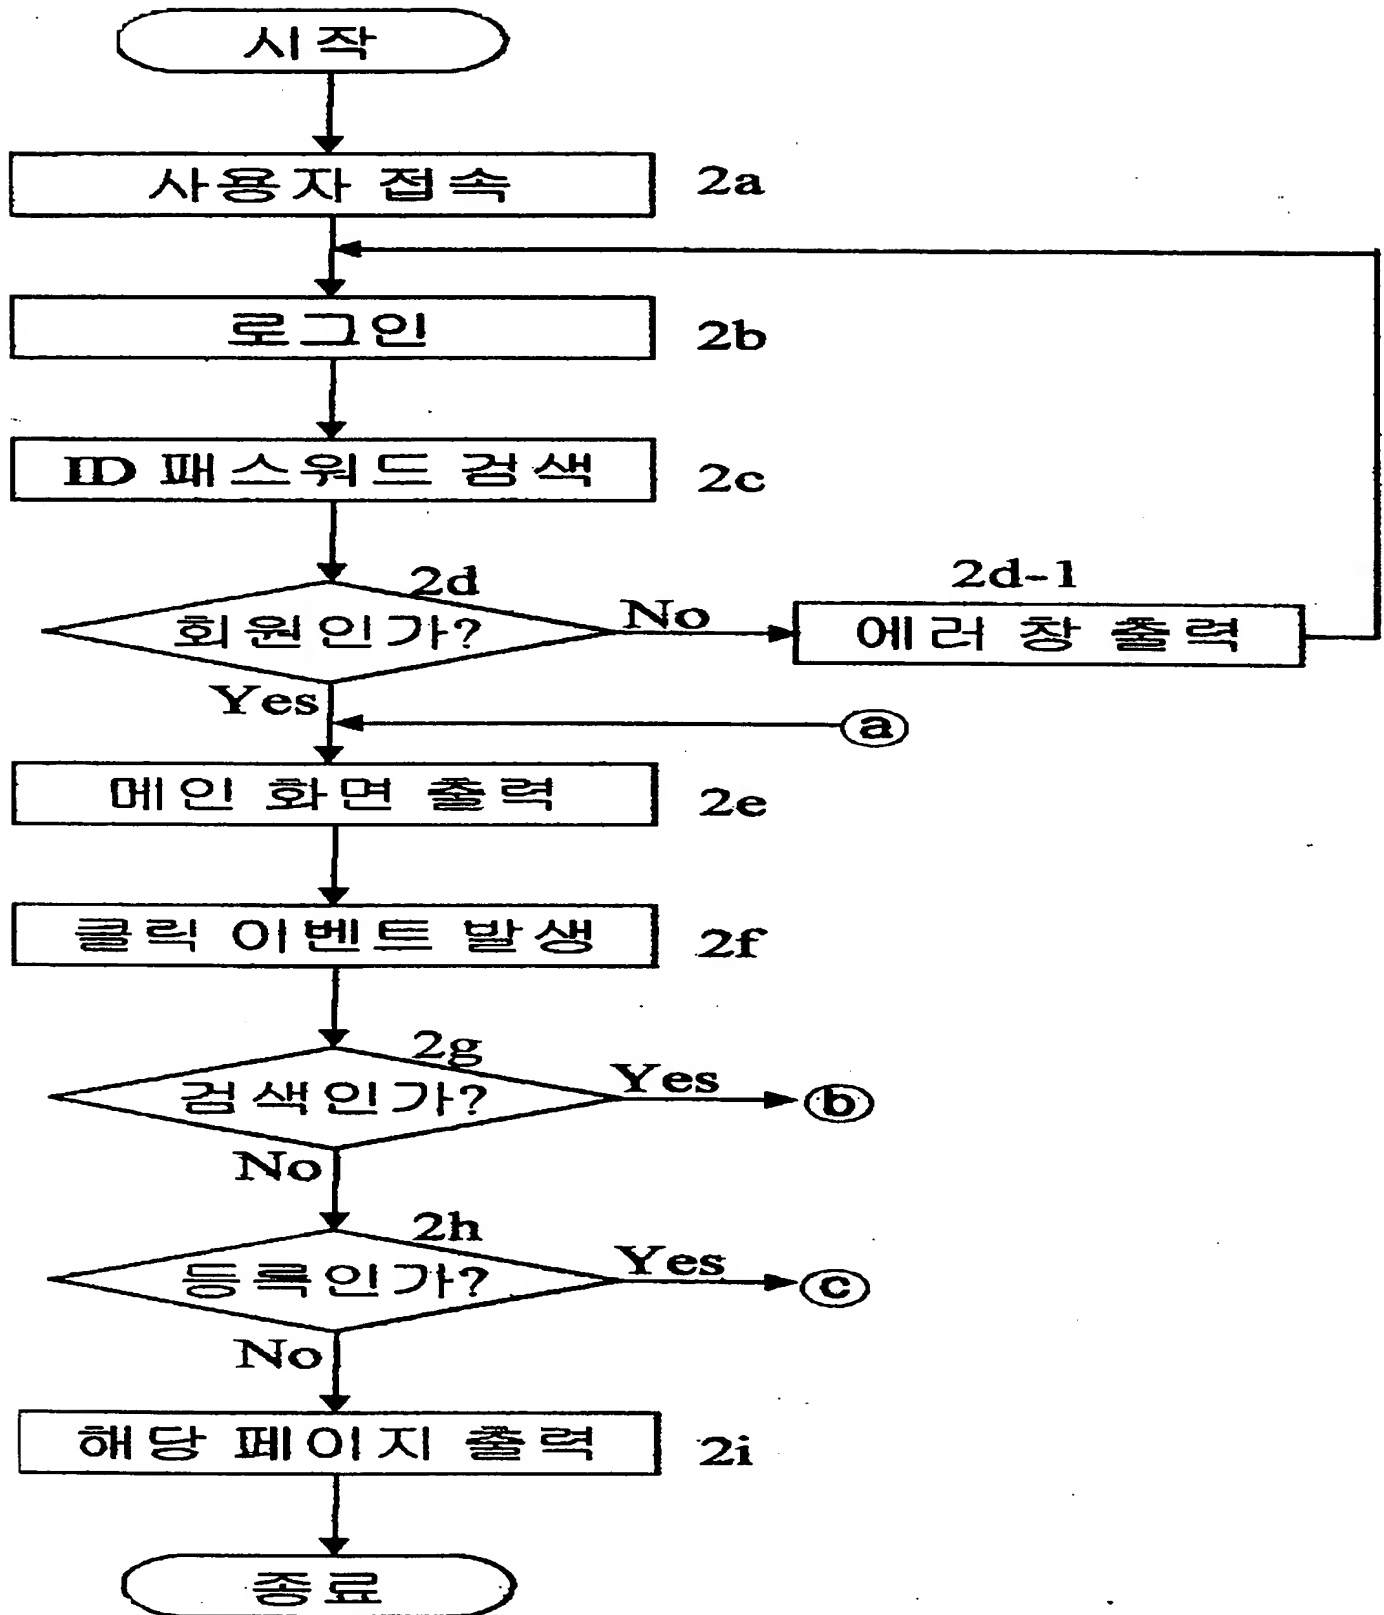 시작
사용자 접속 2a
로그인 2b
ID 패스워드 검색 2c
2d 2d-1
회원인가? No 에러 창 출력
Yes
ⓐ
메인 화면 출력 2e
클릭 이벤트 발생 2f
2g
검색인가? Yes ⓑ
No
2h
등록인가? Yes ⓒ
No
해당 페이지 출력 2i
종료